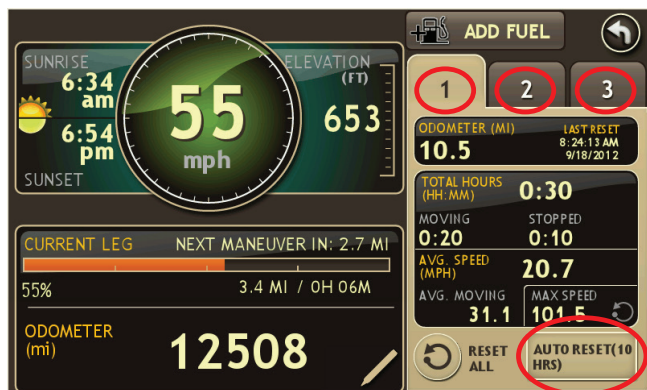 SUNRISE
6:34
am
6:54
pm
SUNSET
55
mph
ELEVATION
(FT)
653
CURRENT LEG NEXT MANEUVER IN: 2.7 MI
55% 3.4 MI / 0H 06M
ODOMETER
(mi)
12508
ADD FUEL
1 2 3
ODOMETER (MI) LAST RESET
10.5 8:24:13 AM
9/18/2012
TOTAL HOURS
(HH:MM) 0:30
MOVING STOPPED
0:20 0:10
AVG. SPEED
(MPH) 20.7
AVG. MOVING MAX SPEED
31.1 101.5
RESET
ALL
AUTO RESET(10
HRS)